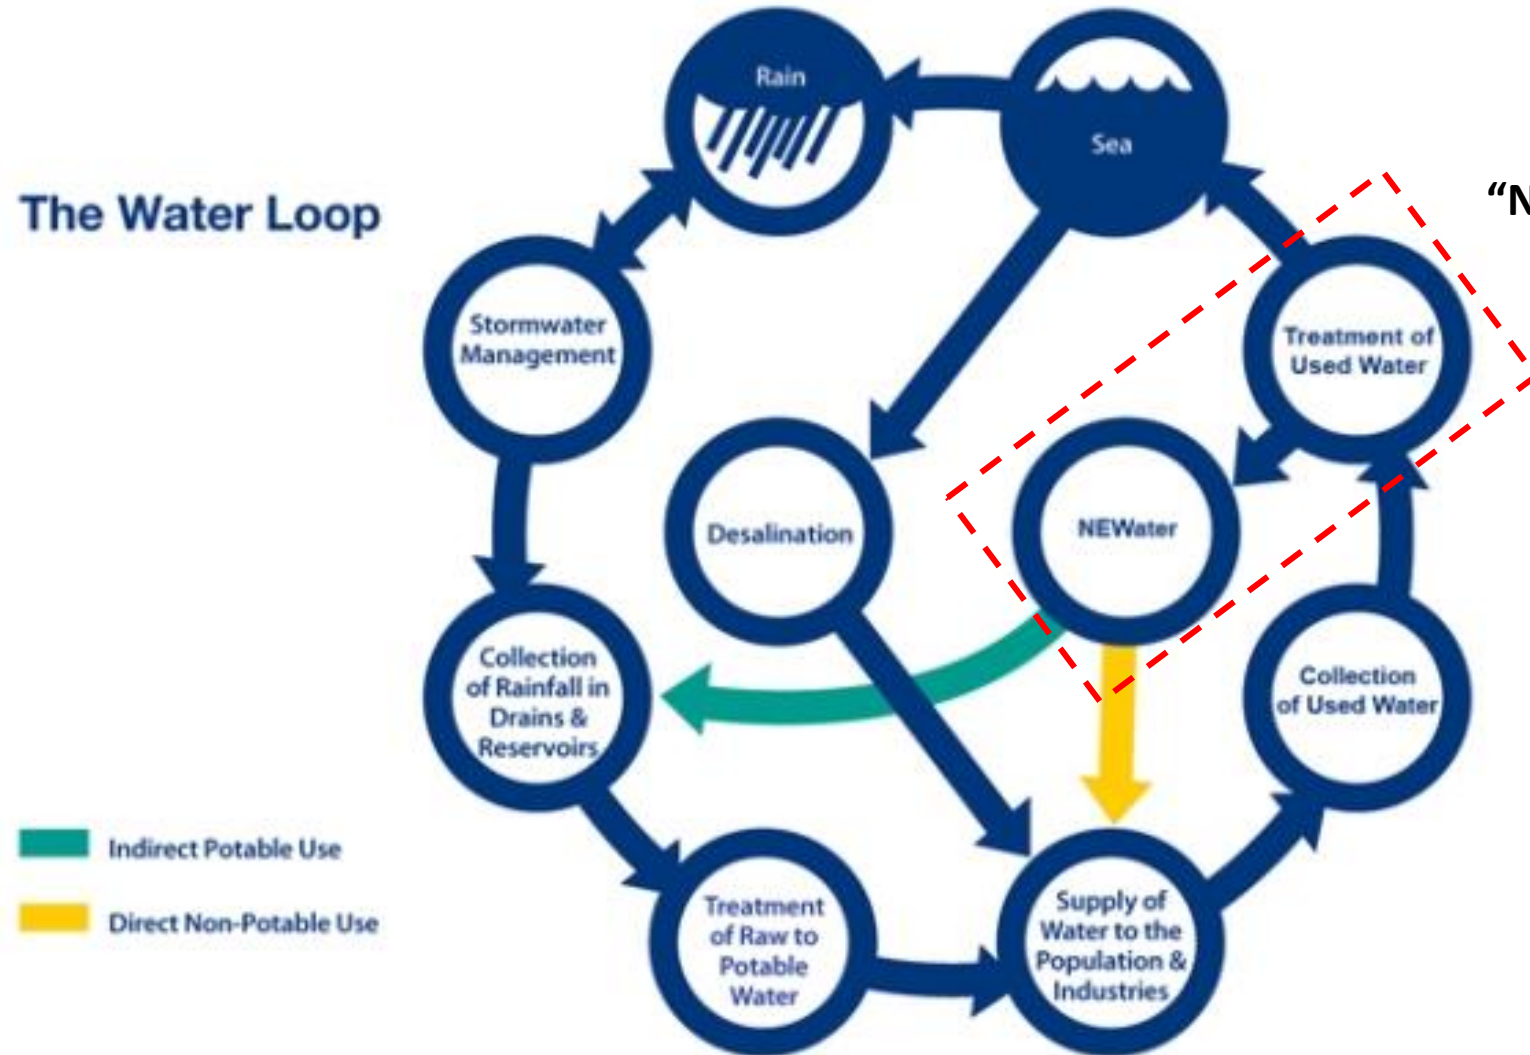 Rain
Sea
The Water Loop
“N
Stormwater
Management
Treatment of
Used Water
Desalination
NEWater
Collection
of Rainfall in
Drains &
Reservoirs
Collection
of Used Water
Indirect Potable Use
Direct Non-Potable Use
Treatment
of Raw to
Potable
Water
Supply of
Water to the
Population &
Industries